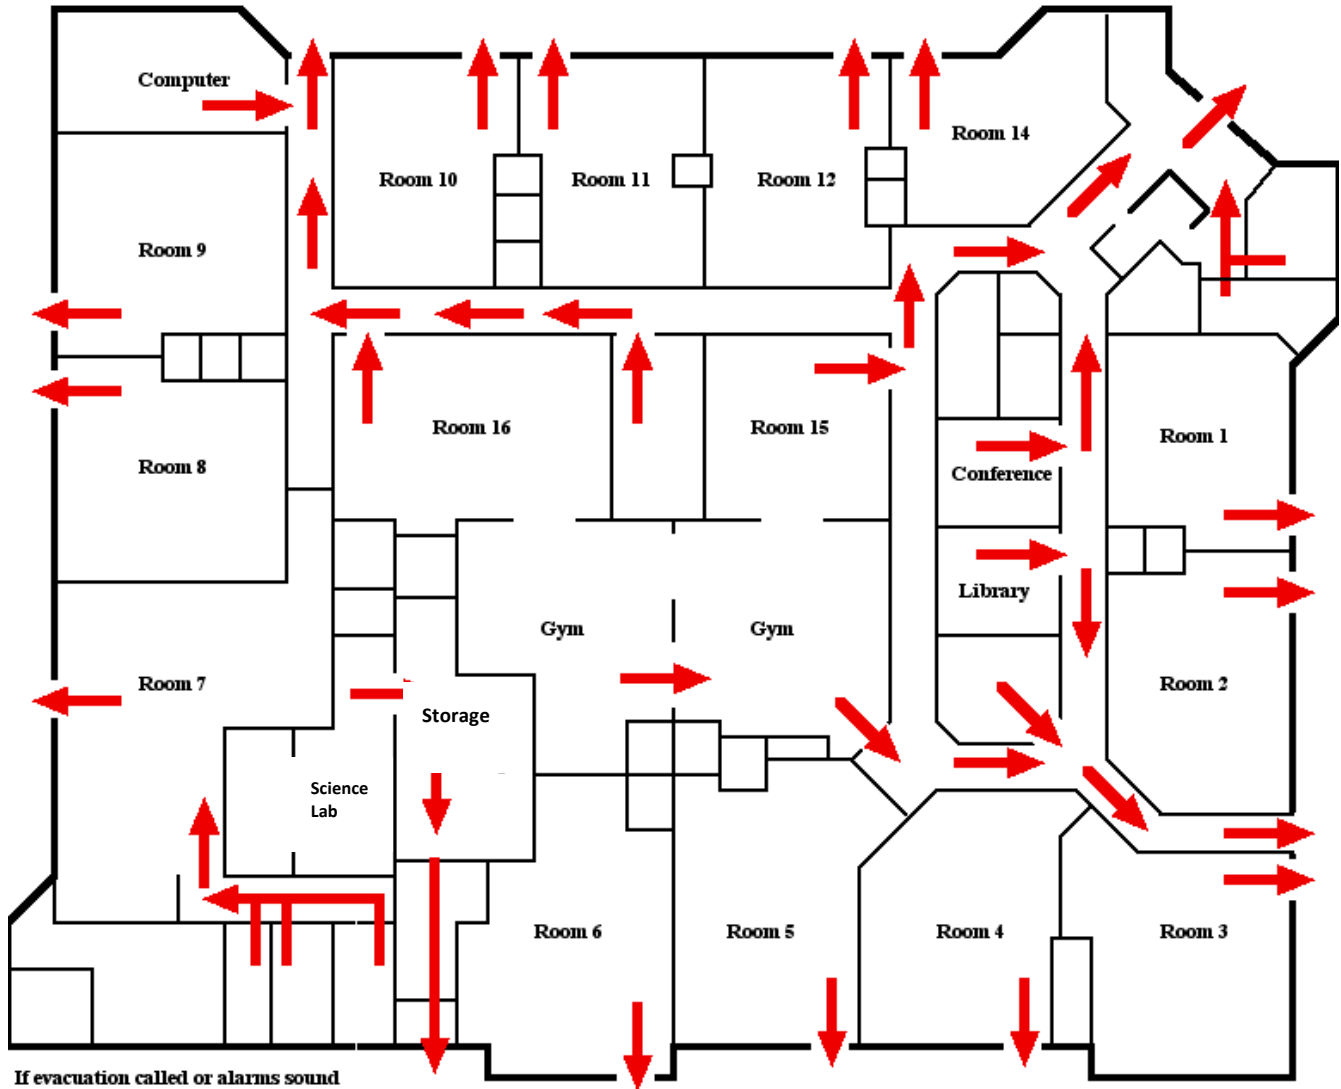 Computer
Room 14
Room 10
Room 11
Room 12
Room 9
Room 16
Room 15
Room 1
Room 8
Conference
Library
Gym
Gym
Room 7
Room 2
Storage
Science
Lab
Room 6
Room 5
Room 4
Room 3
If evacuation called or alarms sound